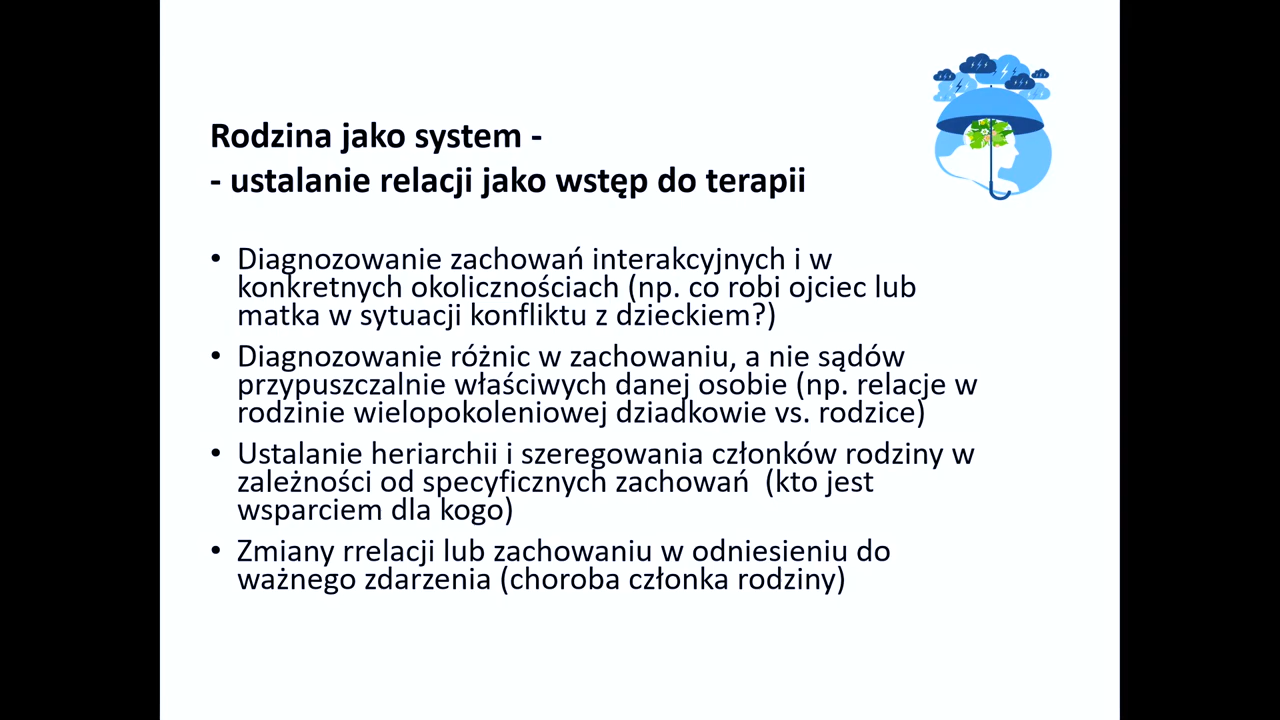 Rodzina jako system -
- ustalanie relacji jako wstęp do terapii
• Diagnozowanie zachowań interakcyjnych i w
konkretnych okolicznościach (np. co robi ojciec lub
matka w sytuacji konfliktu z dzieckiem?)
• Diagnozowanie różnic w zachowaniu, a nie sądów
przypuszczalnie właściwych danej osobie (np. relacje w
rodzinie wielopokoleniowej dziadkowie vs. rodzice)
• Ustalanie heriarchii i szeregowania członków rodziny w
zależności od specyficznych zachowań  (kto jest
wsparciem dla kogo)
• Zmiany rrelacji lub zachowaniu w odniesieniu do
ważnego zdarzenia (choroba członka rodziny)